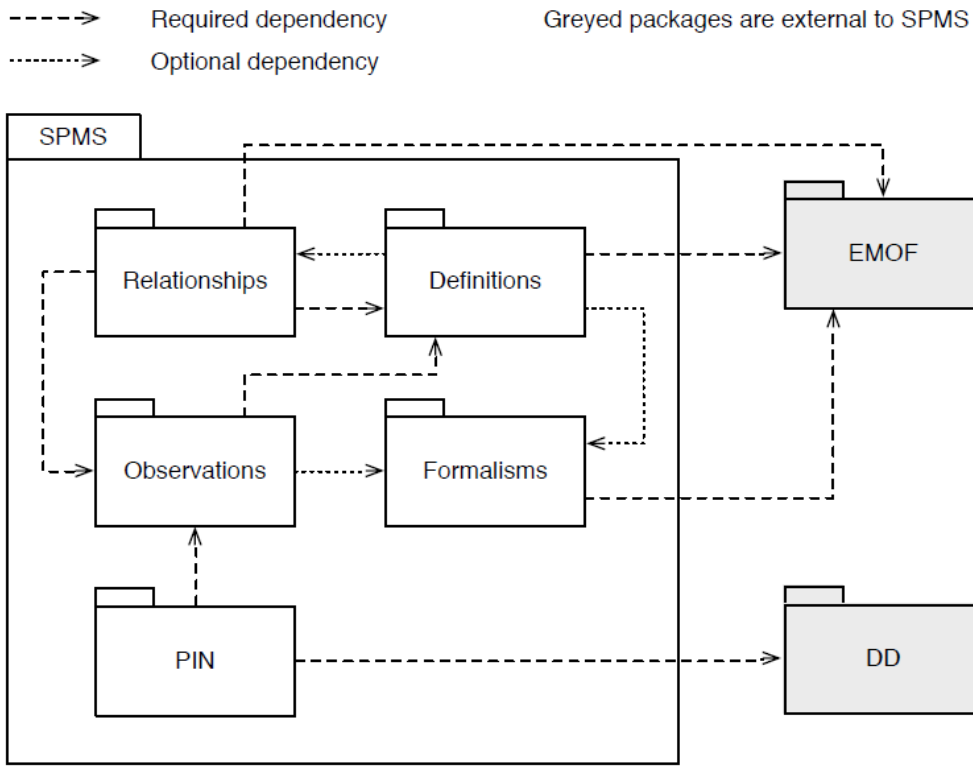 Required dependency
Greyed packages are external to SPMS
Optional dependency
SPMS
Relationships
Definitions
EMOF
Observations
Formalisms
PIN
DD